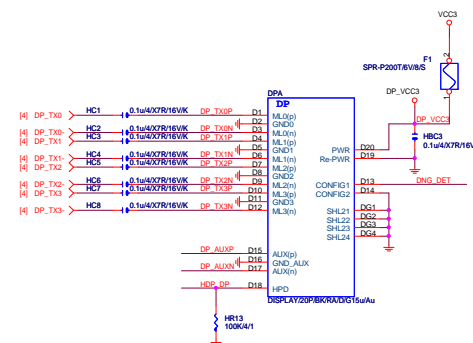 VCC3
F1
SPR-P200T/6V/8/S
2
1
DP_VCC3
DP_VCC3
HBC3
0.1u/4/X7R/16V
DPA
DP
[4] DP_TX0 HC1 0.1u/4/X7R/16V/K DP_TX0P D1 ML0(p)
D2 GND0
[4] DP_TX0- HC2 0.1u/4/X7R/16V/K DP_TX0N D3 ML0(n)
[4] DP_TX1 HC3 0.1u/4/X7R/16V/K DP_TX1P D4 ML1(p)
D5 GND1
[4] DP_TX1- HC4 0.1u/4/X7R/16V/K DP_TX1N D6 ML1(n)
[4] DP_TX2 HC5 0.1u/4/X7R/16V/K DP_TX2P D7 ML2(p)
D8 GND2
[4] DP_TX2- HC6 0.1u/4/X7R/16V/K DP_TX2N D9 ML2(n)
[4] DP_TX3 HC7 0.1u/4/X7R/16V/K DP_TX3P D10 ML3(p)
D11 GND3
[4] DP_TX3- HC8 0.1u/4/X7R/16V/K DP_TX3N D12 ML3(n)
PWR D20
Re-PWR D19
CONFIG1 D13 DNG_DET
CONFIG2 D14
SHL21 DG1
SHL22 DG2
SHL23 DG3
SHL24 DG4
DP_AUXP D15 AUX(p)
D16 GND_AUX
DP_AUXN D17 AUX(n)
HDP_DP D18 HPD
DISPLAY/20P/BK/RA/D/G15u/Au
HR13
100K/4/1